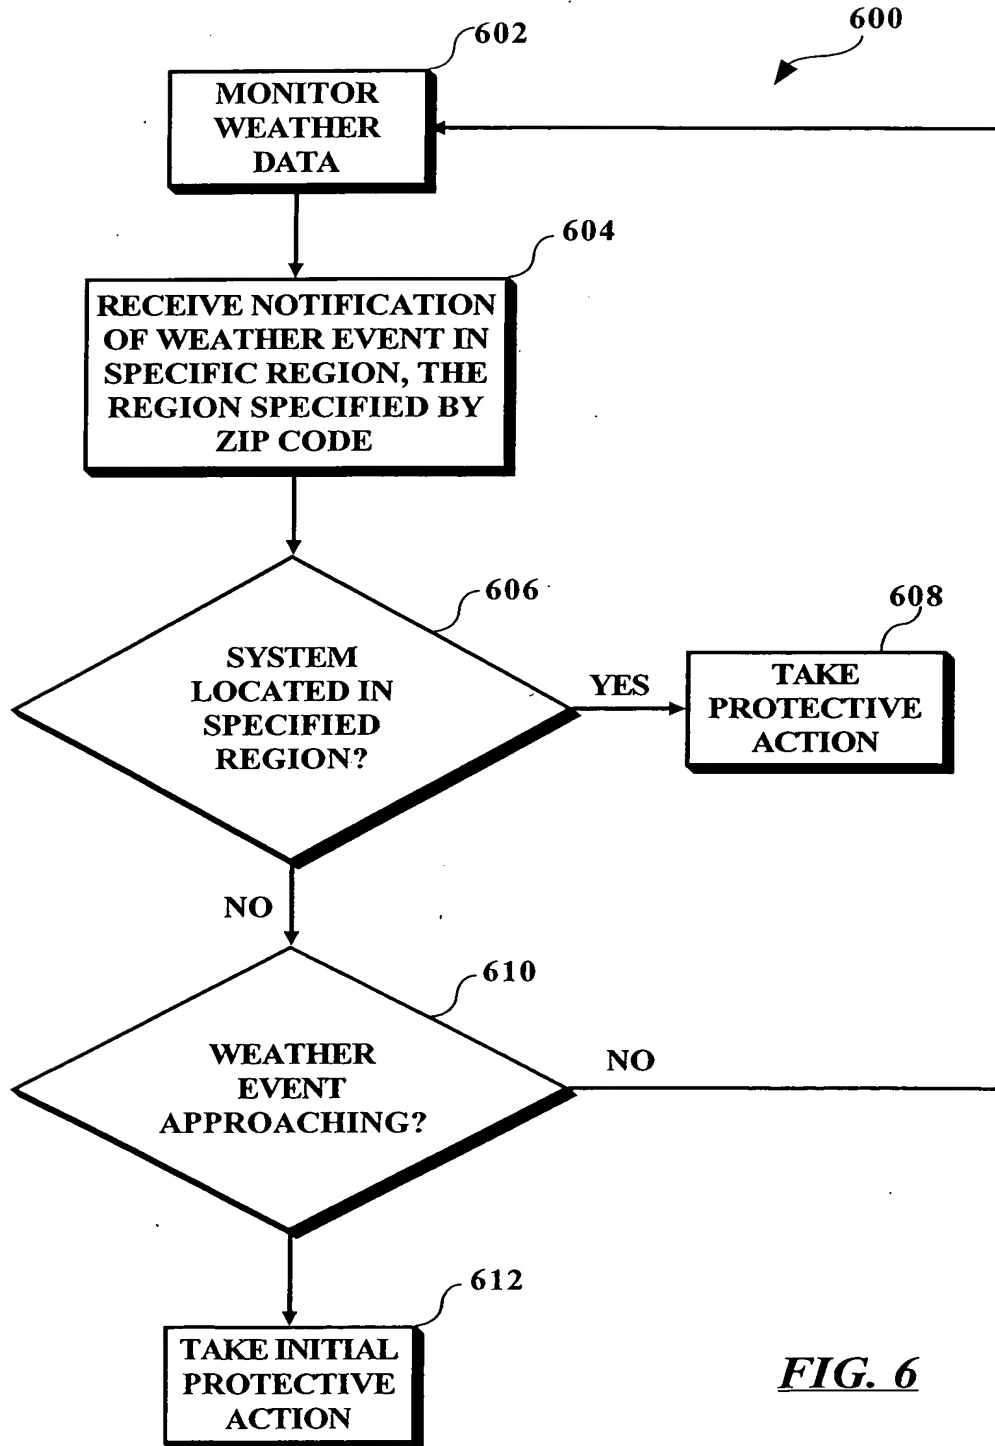 600
602
MONITOR
WEATHER
DATA
604
RECEIVE NOTIFICATION
OF WEATHER EVENT IN
SPECIFIC REGION, THE
REGION SPECIFIED BY
ZIP CODE
606
SYSTEM
LOCATED IN
SPECIFIED
REGION?
YES
608
TAKE
PROTECTIVE
ACTION
NO
610
WEATHER
EVENT
APPROACHING?
NO
612
TAKE INITIAL
PROTECTIVE
ACTION
FIG. 6